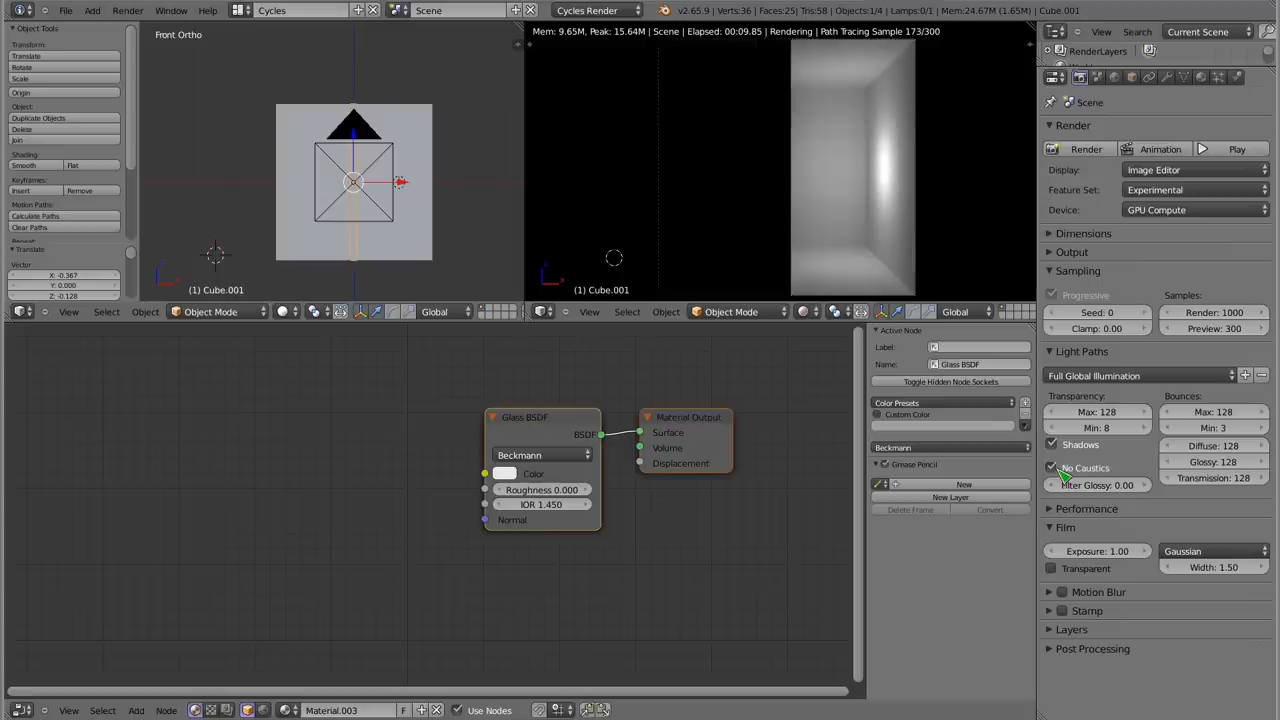 File Add Render Window Help Cycles Scene Cycles Render v2.65.9 | Verts:36 | Faces:25| Tris:58 | Objects:1/4 | Lamps:0/1 | Mem:24.67M (16.85M) | Cube.001
Object Tools
Transform:
Translate
Rotate
Scale
Origin
Object:
Duplicate Objects
Delete
Join
Shading:
Smooth Flat
Keyframes:
Insert Remove
Motion Paths:
Calculate Paths
Clear Paths
Translate
Vector
X: -0.367
Y: 0.000
Z: -0.128
Front Ortho
(1) Cube.001
Mem: 9.65M, Peak: 15.64M | Scene | Elapsed: 00:09.85 | Rendering | Path Tracing Sample 173/300
(1) Cube.001
View Select Object Object Mode Global
View Select Object Object Mode Global
Glass BSDF
BSDF
Beckmann
Color
Roughness 0.000
IOR 1.450
Normal
Material Output
Surface
Volume
Displacement
Active Node
Label:
Name: Glass BSDF
Toggle Hidden Node Sockets
Color Presets
Custom Color
Beckmann
Grease Pencil
New
New Layer
Delete Frame Convert
View Select Add Node Material.003 F Use Nodes
View Search Current Scene
RenderLayers
Scene
Render
Render Animation Play
Display: Image Editor
Feature Set: Experimental
Device: GPU Compute
Dimensions
Output
Sampling
Progressive Samples:
Seed: 0 Render: 1000
Clamp: 0.00 Preview: 300
Light Paths
Full Global Illumination
Transparency: Bounces:
Max: 128 Max: 128
Min: 8 Min: 3
Shadows Diffuse: 128
No Caustics Glossy: 128
Glossy: 0.00 Transmission: 128
Performance
Film
Exposure: 1.00 Gaussian
Transparent Width: 1.50
Motion Blur
Stamp
Layers
Post Processing